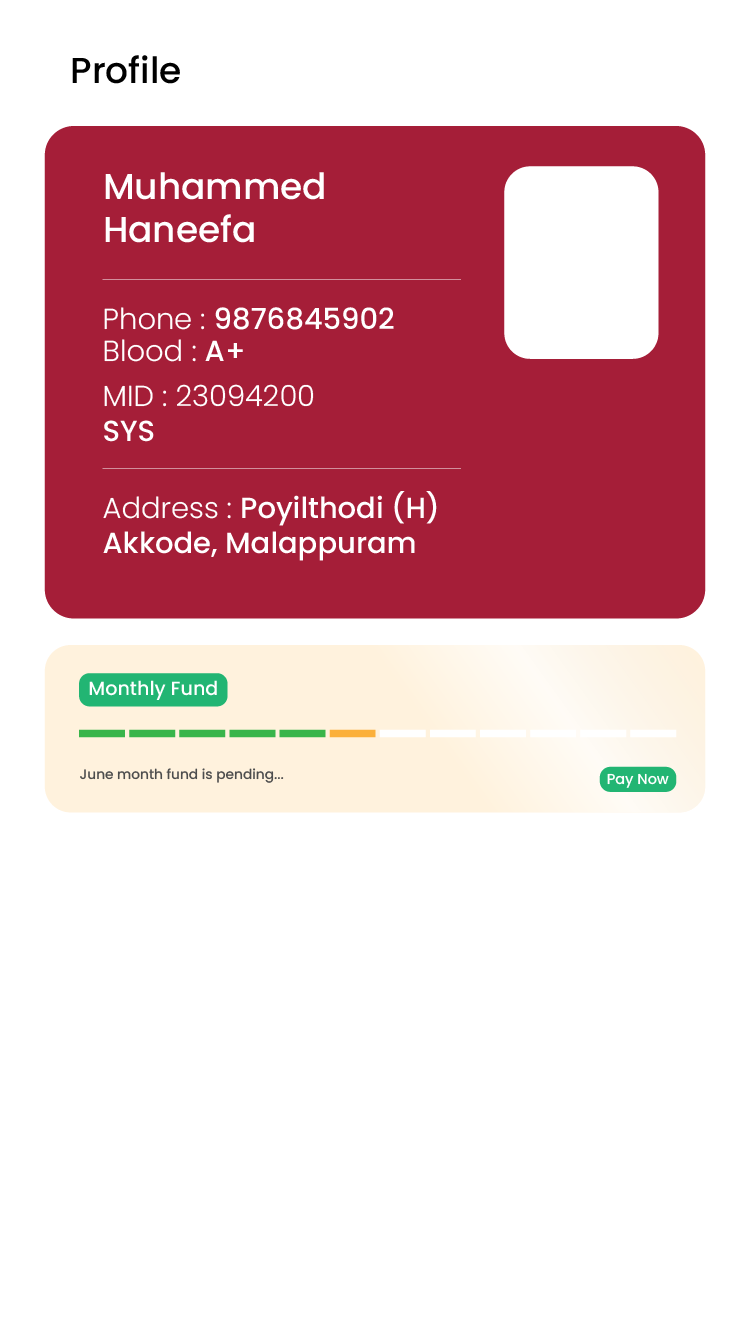 Profile
Muhammed
Haneefa
Phone : 9876845902
Blood : A+
MID : 23094200
SYS
Address : Poyilthodi (H)
Akkode, Malappuram
Monthly Fund
June month fund is pending...
Pay Now